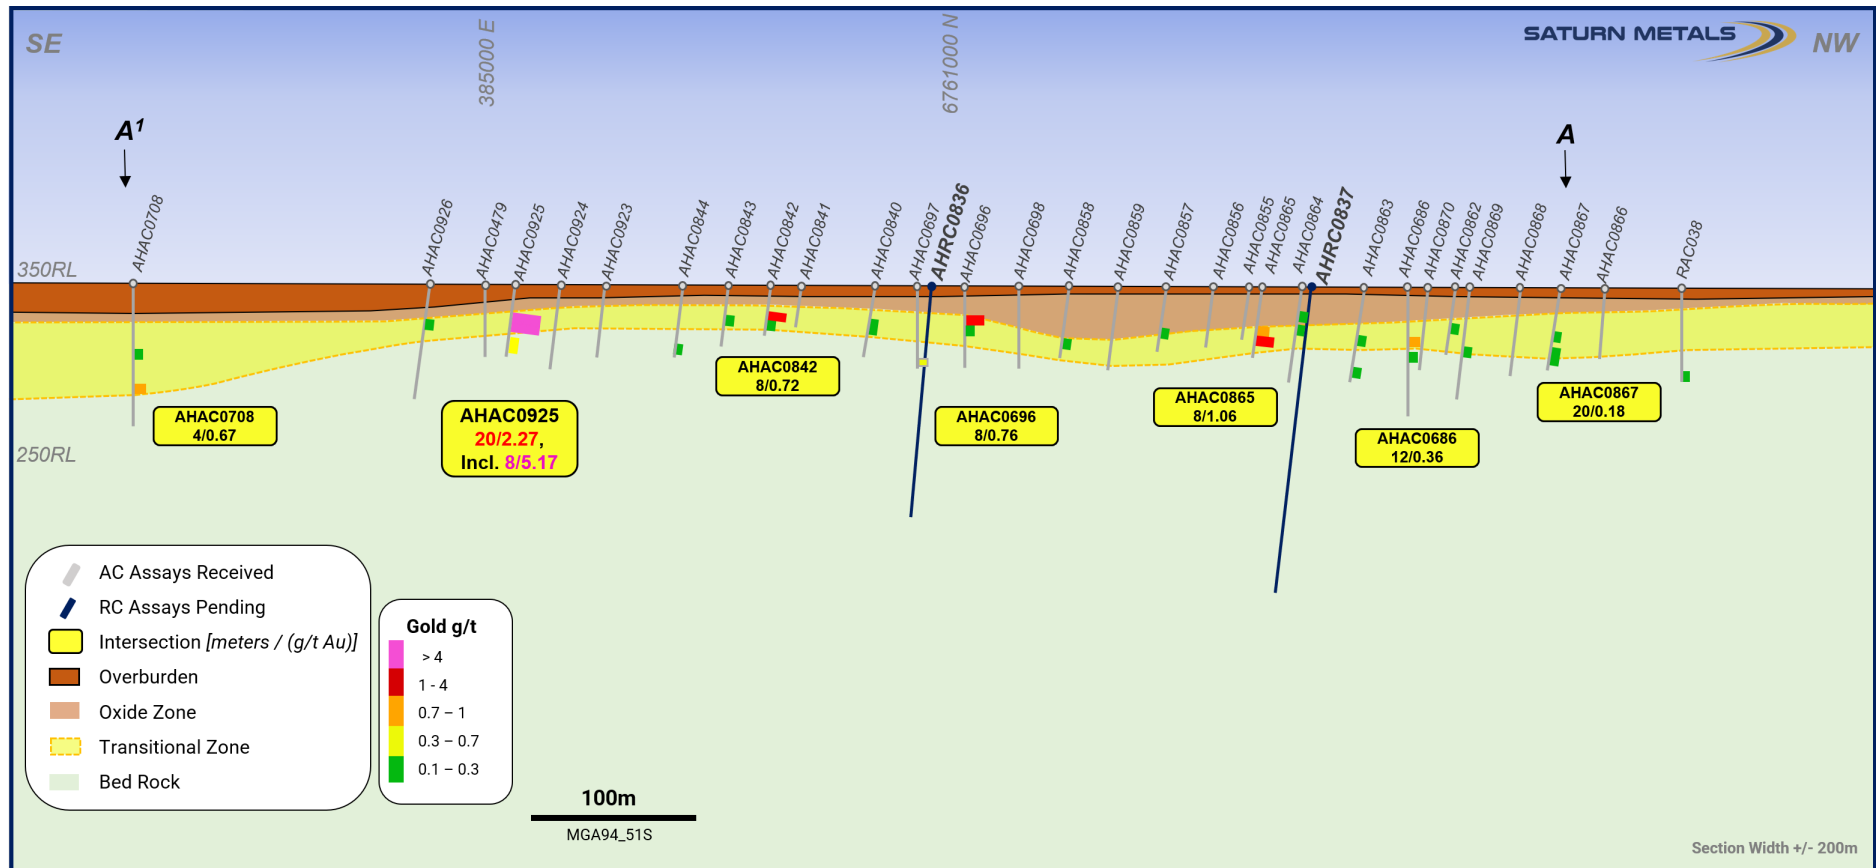 SE
385000 E
6761000 N
SATURN METALS
NW
A¹
A
AHAC0708
AHAC0926
AHAC0479
AHAC0925
AHAC0924
AHAC0923
AHAC0844
AHAC0843
AHAC0842
AHAC0841
AHAC0840
AHAC0697
AHRC0836
AHAC0696
AHAC0698
AHAC0858
AHAC0859
AHAC0857
AHAC0856
AHAC0855
AHAC0865
AHAC0864
AHRC0837
AHAC0863
AHAC0686
AHAC0870
AHAC0862
AHAC0869
AHAC0868
AHAC0867
AHAC0866
RAC038
350RL
AHAC0708
4/0.67
AHAC0925
20/2.27,
Incl. 8/5.17
AHAC0842
8/0.72
AHAC0696
8/0.76
AHAC0865
8/1.06
AHAC0686
12/0.36
AHAC0867
20/0.18
250RL
AC Assays Received
RC Assays Pending
Intersection [meters / (g/t Au)]
Overburden
Oxide Zone
Transitional Zone
Bed Rock
Gold g/t
> 4
1 - 4
0.7 – 1
0.3 – 0.7
0.1 – 0.3
100m
MGA94_51S
Section Width +/- 200m